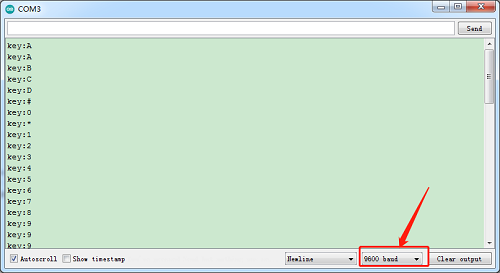 COM3
Send
key:A
key:A
key:B
key:C
key:D
key:#
key:0
key:*
key:1
key:2
key:3
key:4
key:5
key:6
key:7
key:8
key:9
key:9
key:9
Autoscroll Show timestamp Newline 9600 baud Clear output